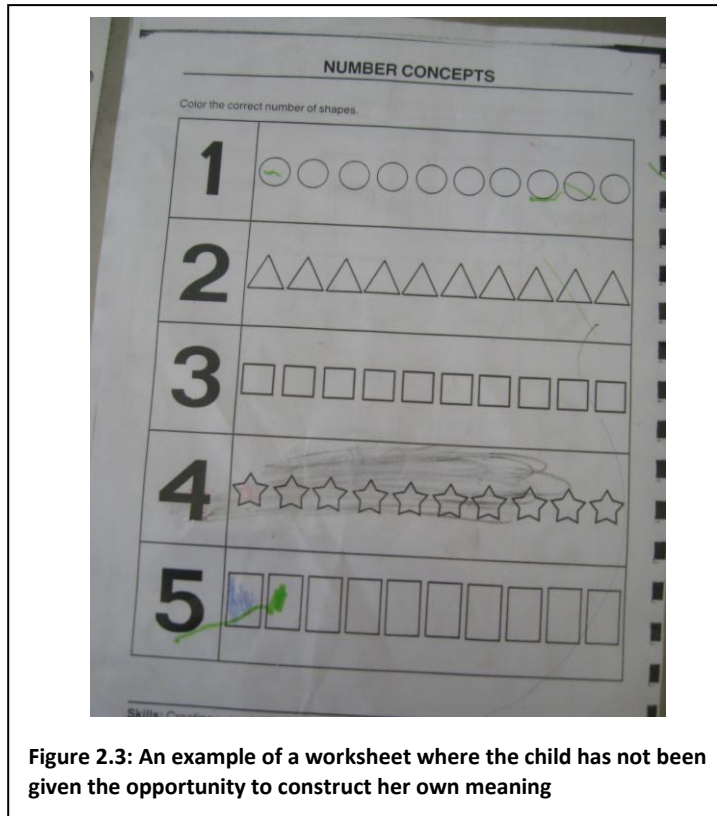 NUMBER CONCEPTS
Color the correct number of shapes.
1
2
3
4
5
Skills:
Figure 2.3: An example of a worksheet where the child has not been
given the opportunity to construct her own meaning